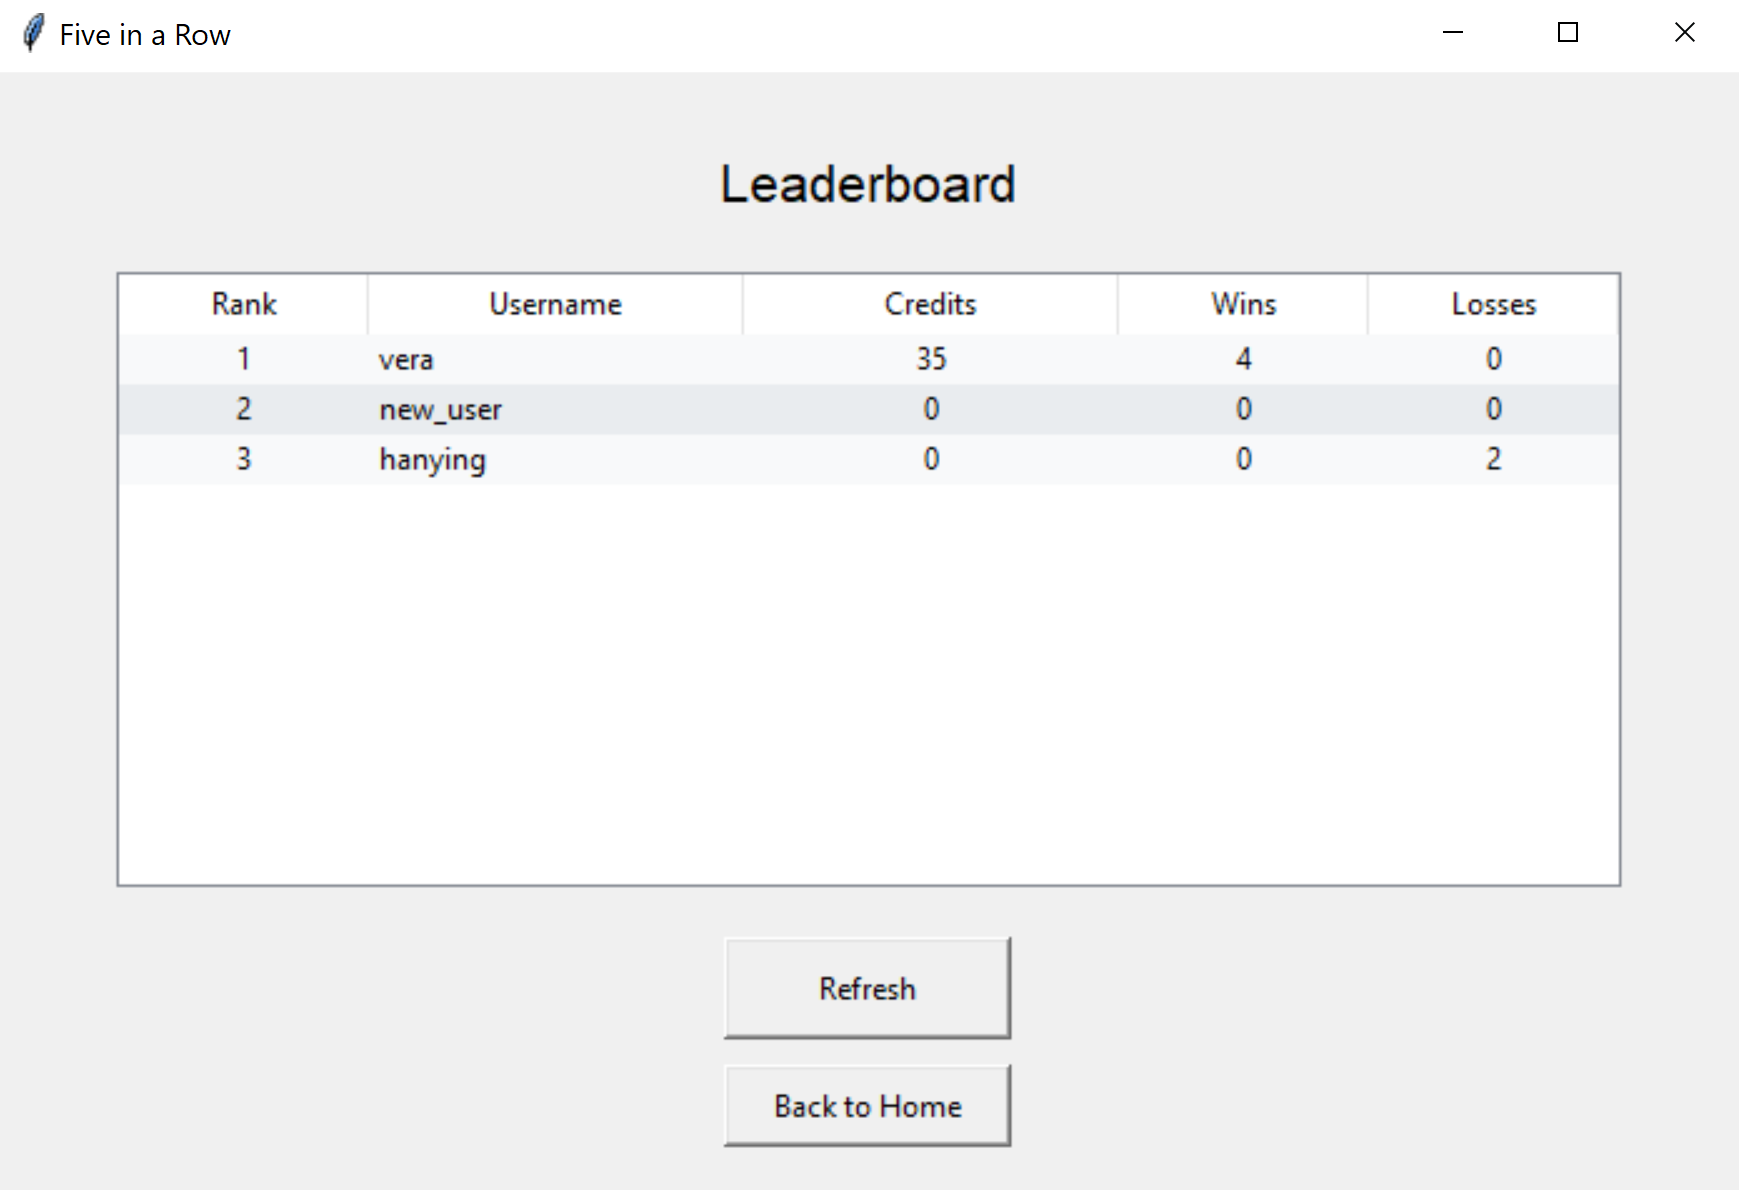 Five in a Row
Leaderboard
Rank Username Credits Wins Losses
1 vera 35 4 0
2 new_user 0 0 0
3 hanying 0 0 2
Refresh
Back to Home